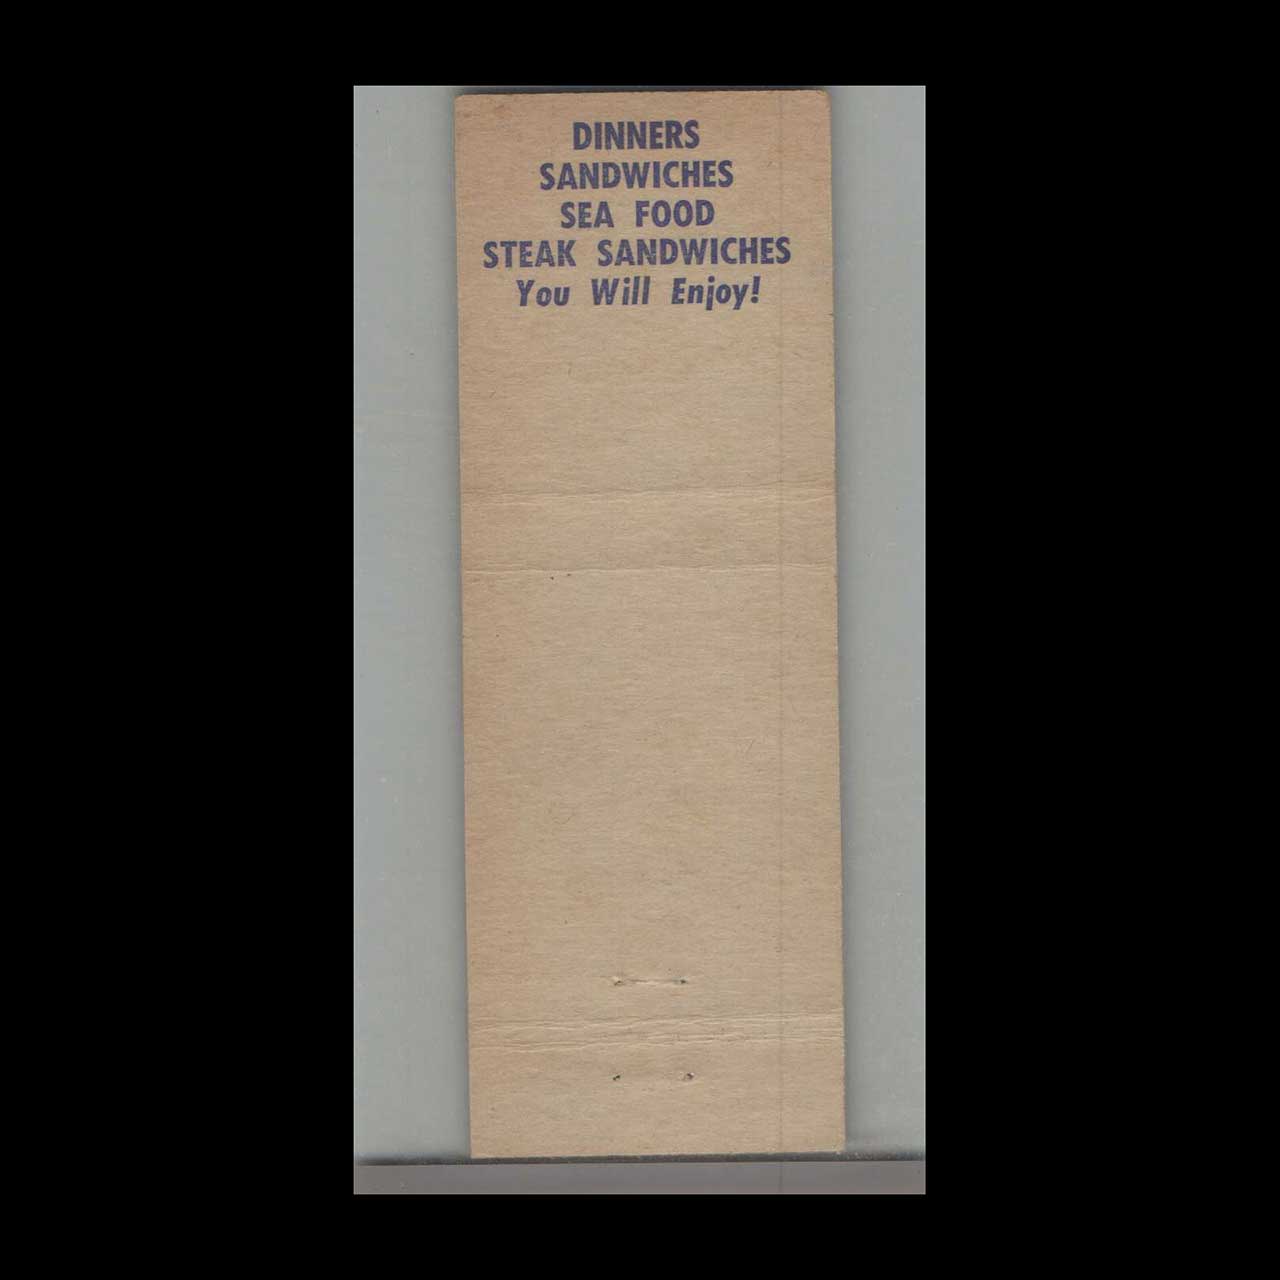 DINNERS
SANDWICHES
SEA FOOD
STEAK SANDWICHES
You Will Enjoy!